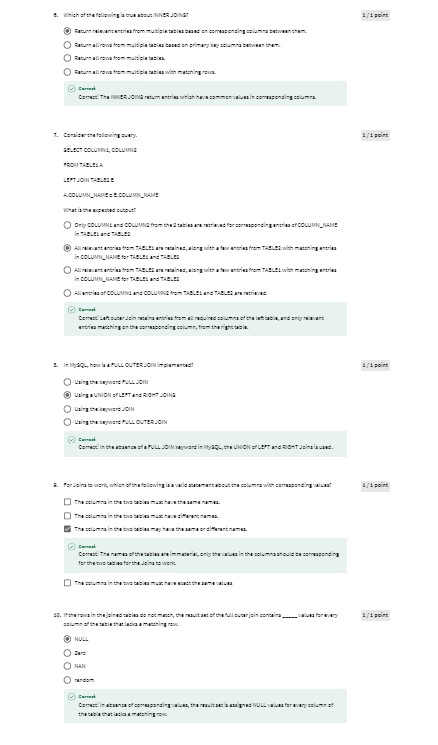 6. Which of the following is true about INNER JOINS?
1 / 1 point
Return relevant entries from multiple tables based on corresponding columns between them.
Return all rows from multiple tables based on primary key columns between them.
Return all rows from multiple tables.
Return all rows from multiple tables with matching rows.
Correct
Correct! The INNER JOINS return entries which have common values in corresponding columns.
7. Consider the following query.
1 / 1 point
SELECT COLUMN1, COLUMN2
FROM TABLE1 A
LEFT JOIN TABLE2 B
A.COLUMN_NAME = B.COLUMN_NAME
What is the expected output?
Only COLUMN1 and COLUMN2 from the 2 tables are retrieved for corresponding entries of COLUMN_NAME
in TABLE1 and TABLE2
All relevant entries from TABLE1 are retained, along with a few entries from TABLE2 with matching entries
in COLUMN_NAME for TABLE1 and TABLE2
All relevant entries from TABLE2 are retained, along with a few entries from TABLE1 with matching entries
in COLUMN_NAME for TABLE1 and TABLE2
All entries of COLUMN1 and COLUMN2 from TABLE1 and TABLE2 are retrieved.
Correct
Correct! Left outer Join retains entries from all required columns of the left table, and only relevant
entries matching on the corresponding column, from the right table.
8. In MySQL, how is a FULL OUTER JOIN implemented?
1 / 1 point
Using the keyword FULL JOIN
Using a UNION of LEFT and RIGHT JOINS
Using the keyword JOIN
Using the keyword FULL OUTER JOIN
Correct
Correct! In the absence of a FULL JOIN keyword in MySQL, the UNION of LEFT and RIGHT Joins is used.
9. For Joins to work, which of the following is a valid statement about the columns with corresponding values?
1 / 1 point
The columns in the two tables must have the same names.
The columns in the two tables must have different names.
The columns in the two tables may have the same or different names.
Correct
Correct! The names of the tables are immaterial, only the values in the columns should be corresponding
for the two tables for the Joins to work.
The columns in the two tables must have exact the same values
10. If the rows in the joined tables do not match, the result set of the full outer join contains _____ values for every
column of the table that lacks a matching row.
1 / 1 point
NULL
Zero
NAN
random
Correct
Correct! In absence of corresponding values, the result set is assigned NULL values for every column of
the table that lacks a matching row.